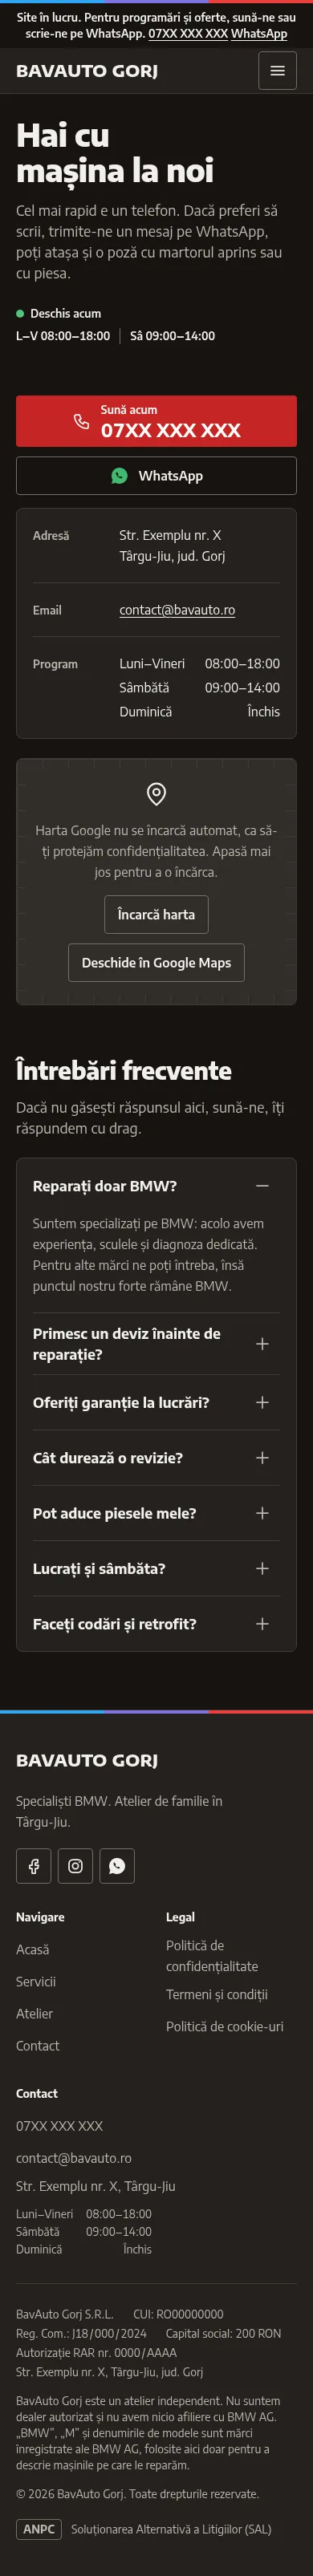 Site în lucru. Pentru programări și oferte, sună-ne sau
scrie-ne pe WhatsApp. 07XX XXX XXX WhatsApp
BAVAUTO GORJ
Hai cu
mașina la noi
Cel mai rapid e un telefon. Dacă preferi să
scrii, trimite-ne un mesaj pe WhatsApp,
poți atașa și o poză cu martorul aprins sau
cu piesa.
Deschis acum
L–V 08:00–18:00 Sâ 09:00–14:00
Sună acum
07XX XXX XXX
WhatsApp
Adresă Str. Exemplu nr. X
Târgu-Jiu, jud. Gorj
Email contact@bavauto.ro
Program Luni–Vineri 08:00–18:00
Sâmbătă 09:00–14:00
Duminică Închis
Harta Google nu se încarcă automat, ca să-
ți protejăm confidențialitatea. Apasă mai
jos pentru a o încărca.
Încarcă harta
Deschide în Google Maps
Întrebări frecvente
Dacă nu găsești răspunsul aici, sună-ne, îți
răspundem cu drag.
Reparați doar BMW?
Suntem specializați pe BMW: acolo avem
experiența, sculele și diagnoza dedicată.
Pentru alte mărci ne poți întreba, însă
punctul nostru forte rămâne BMW.
Primesc un deviz înainte de
reparație?
Oferiți garanție la lucrări?
Cât durează o revizie?
Pot aduce piesele mele?
Lucrați și sâmbăta?
Faceți codări și retrofit?
BAVAUTO GORJ
Specialiști BMW. Atelier de familie în
Târgu-Jiu.
Navigare
Acasă
Servicii
Atelier
Contact
Legal
Politică de
confidențialitate
Termeni și condiții
Politică de cookie-uri
Contact
07XX XXX XXX
contact@bavauto.ro
Str. Exemplu nr. X, Târgu-Jiu
Luni–Vineri 08:00–18:00
Sâmbătă 09:00–14:00
Duminică Închis
BavAuto Gorj S.R.L. CUI: RO00000000
Reg. Com.: J18/000/2024 Capital social: 200 RON
Autorizație RAR nr. 0000/AAAA
Str. Exemplu nr. X, Târgu-Jiu, jud. Gorj
BavAuto Gorj este un atelier independent. Nu suntem
dealer autorizat și nu avem nicio afiliere cu BMW AG.
„BMW”, „M” și denumirile de modele sunt mărci
înregistrate ale BMW AG, folosite aici doar pentru a
descrie mașinile pe care le reparăm.
© 2026 BavAuto Gorj. Toate drepturile rezervate.
ANPC Soluționarea Alternativă a Litigiilor (SAL)